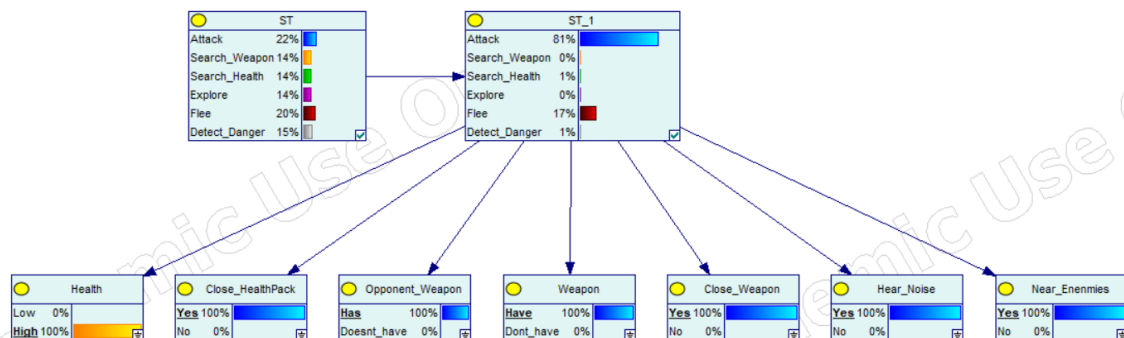 ST
Attack 22%
Search_Weapon 14%
Search_Health 14%
Explore 14%
Flee 20%
Detect_Danger 15%
ST_1
Attack 81%
Search_Weapon 0%
Search_Health 1%
Explore 0%
Flee 17%
Detect_Danger 1%
Health
Low 0%
High 100%
Close_HealthPack
Yes 100%
No 0%
Opponent_Weapon
Has 100%
Doesnt_have 0%
Weapon
Have 100%
Dont_have 0%
Close_Weapon
Yes 100%
No 0%
Hear_Noise
Yes 100%
No 0%
Near_Enenmies
Yes 100%
No 0%